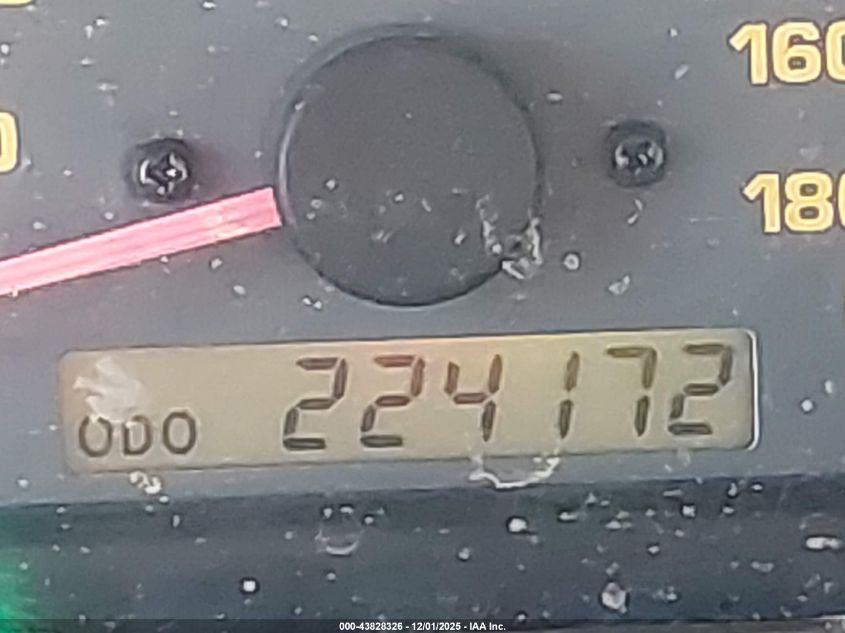 160
180
ODO 224172
000-43828326 - 12/01/2025 - IAA Inc.